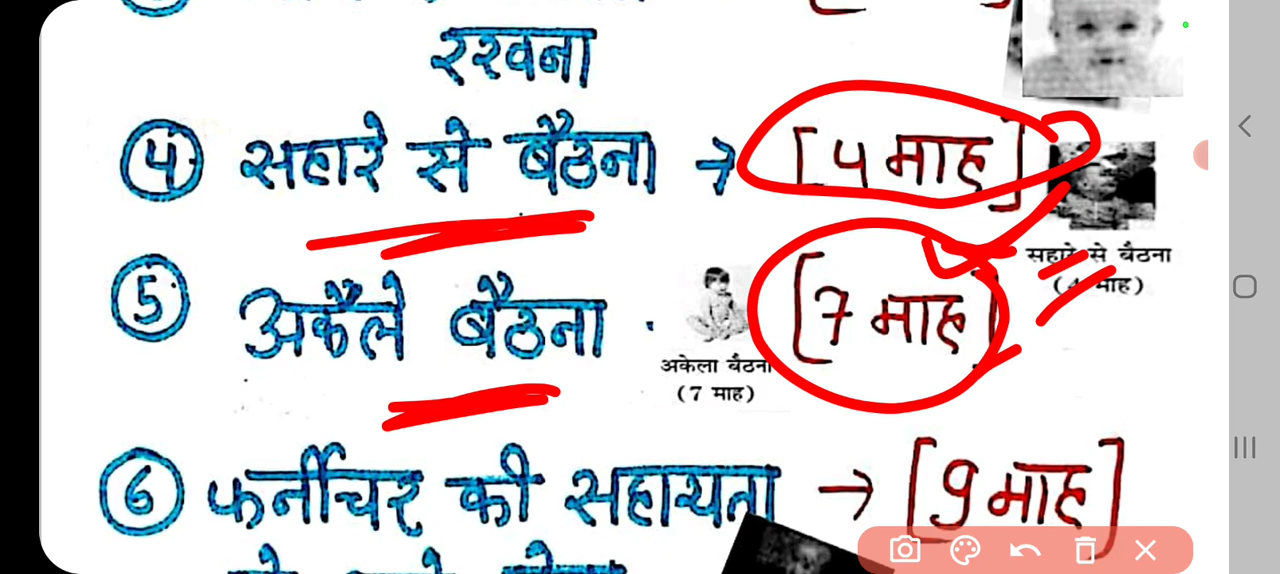 रखना
④ सहारे से बैठना → [4 माह]
सहारे से बैठना
(4 माह)
⑤ अकेले बैठना [7 माह]
अकेला बैठना
(7 माह)
⑥ फर्नीचर की सहायता → [9 माह]